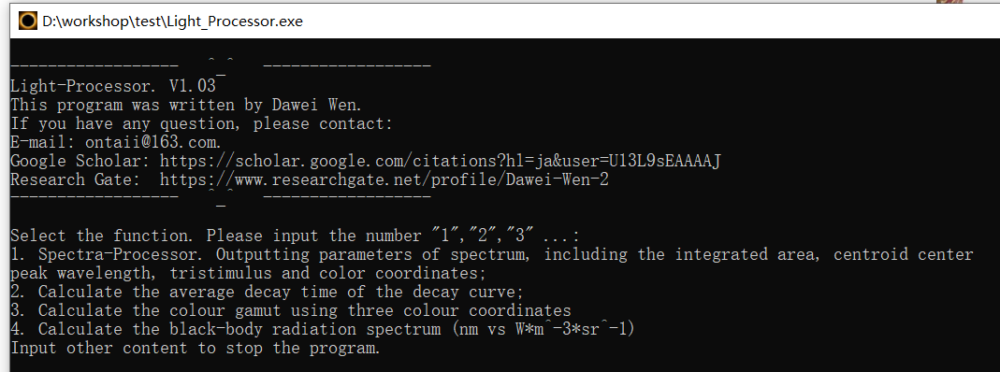 D:\workshop\test\Light_Processor.exe
------------------   ^_^   ------------------
Light-Processor. V1.03
This program was written by Dawei Wen.
If you have any question, please contact:
E-mail: ontaii@163.com.
Google Scholar: https://scholar.google.com/citations?hl=ja&user=U13L9sEAAAAJ
Research Gate:  https://www.researchgate.net/profile/Dawei-Wen-2
------------------   ^_^   ------------------
Select the function. Please input the number "1","2","3" ...:
1. Spectra-Processor. Outputting parameters of spectrum, including the integrated area, centroid center
peak wavelength, tristimulus and color coordinates;
2. Calculate the average decay time of the decay curve;
3. Calculate the colour gamut using three colour coordinates
4. Calculate the black-body radiation spectrum (nm vs W*m^-3*sr^-1)
Input other content to stop the program.